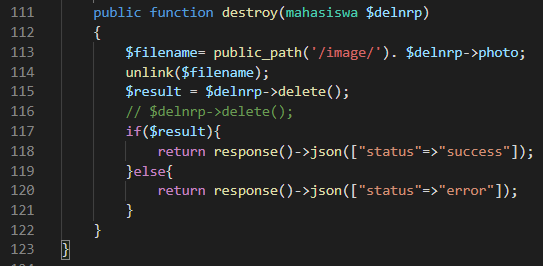 111 public function destroy(mahasiswa $delnrp)
112 {
113 $filename= public_path('/image/'). $delnrp->photo;
114 unlink($filename);
115 $result = $delnrp->delete();
116 // $delnrp->delete();
117 if($result){
118 return response()->json(["status"=>"success"]);
119 }else{
120 return response()->json(["status"=>"error"]);
121 }
122 }
123 }